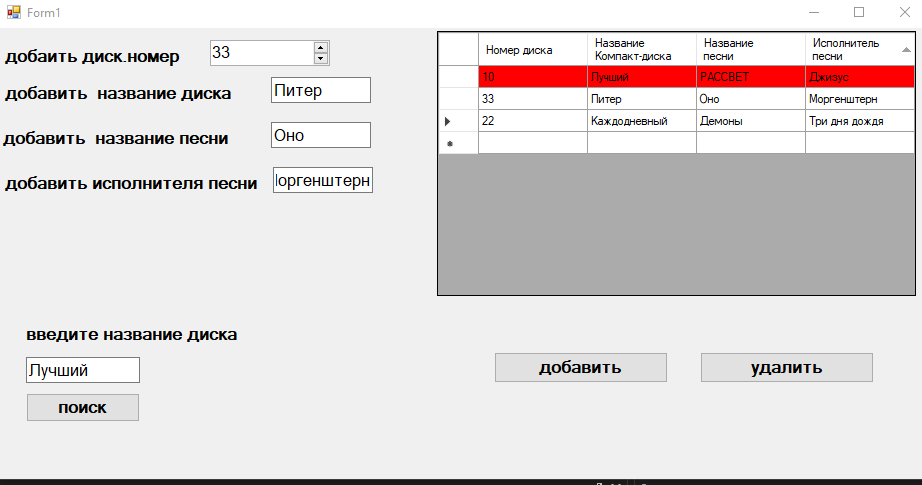 Form1
добаить диск.номер
33
добавить название диска
Питер
добавить название песни
Оно
добавить исполнителя песни
Іоргенштерн
Номер диска
Название
Компакт-диска
Название
песни
Исполнитель
песни
10
Лучший
РАССВЕТ
Джизус
33
Питер
Оно
Моргенштерн
22
Каждодневный
Демоны
Три дня дождя
введите название диска
Лучший
поиск
добавить
удалить